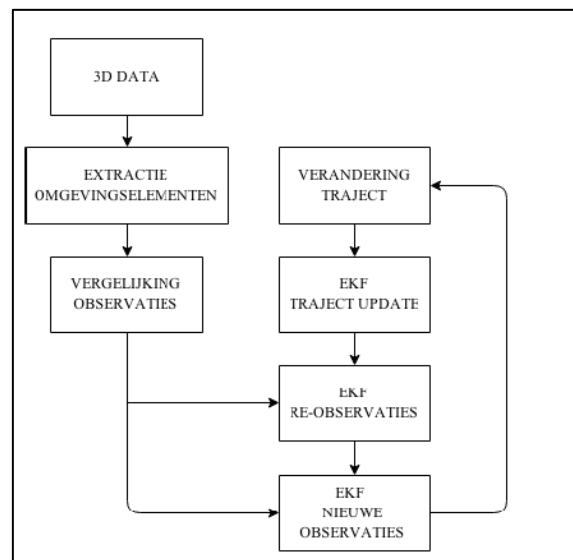 3D DATA
EXTRACTIE
OMGEVINGSELEMENTEN
VERGELIJKING
OBSERVATIES
VERANDERING
TRAJECT
EKF
TRAJECT UPDATE
EKF
RE-OBSERVATIES
EKF
NIEUWE
OBSERVATIES